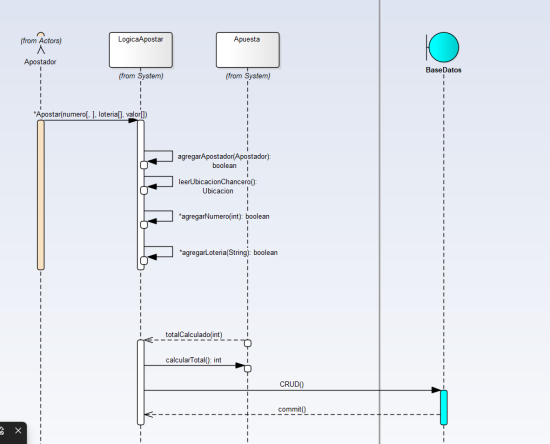 (from Actors)
Apostador
LogicaApostar
(from System)
Apuesta
(from System)
BaseDatos
*Apostar(numero[, ], loteria[], valor[])
agregarApostador(Apostador):
boolean
leerUbicacionChancero():
Ubicacion
*agregarNumero(int): boolean
*agregarLoteria(String): boolean
totalCalculado(int)
calcularTotal(): int
CRUD()
commit()